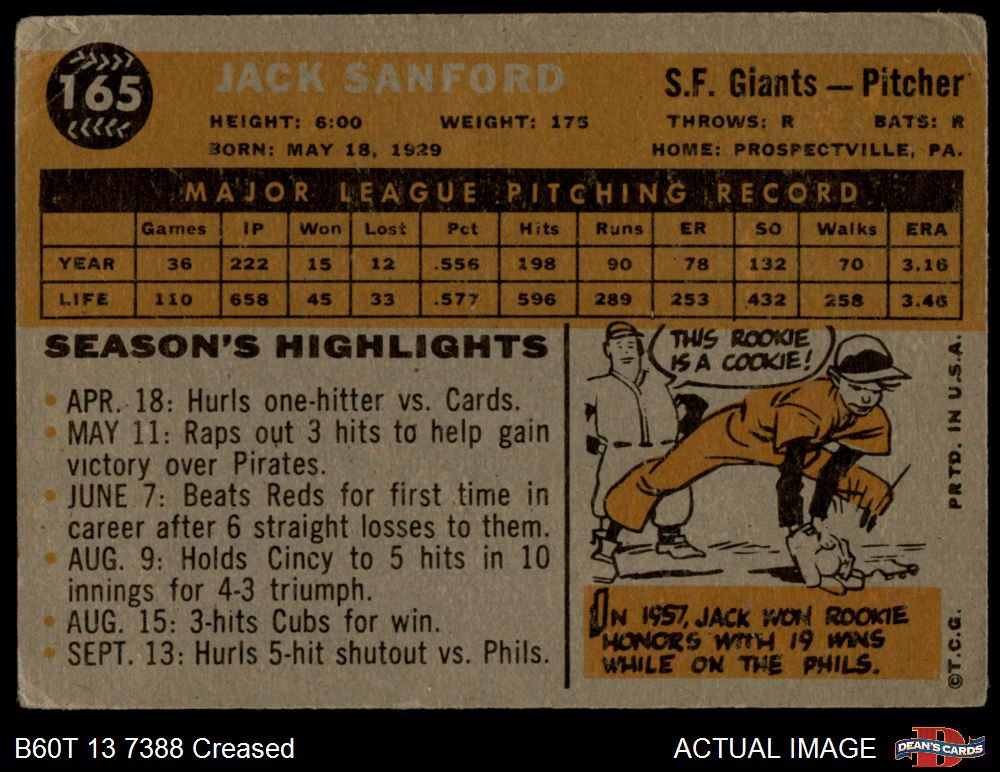 165
JACK SANFORD
S.F. Giants — Pitcher
HEIGHT: 6:00 WEIGHT: 175 THROWS: R BATS: R
BORN: MAY 18, 1929 HOME: PROSPECTVILLE, PA.
MAJOR LEAGUE PITCHING RECORD
Games IP Won Lost Pct Hits Runs ER SO Walks ERA
YEAR 36 222 15 12 .556 198 90 78 132 70 3.16
LIFE 110 658 45 33 .577 596 289 253 432 258 3.46
SEASON'S HIGHLIGHTS
• APR. 18: Hurls one-hitter vs. Cards.
• MAY 11: Raps out 3 hits to help gain
victory over Pirates.
• JUNE 7: Beats Reds for first time in
career after 6 straight losses to them.
• AUG. 9: Holds Cincy to 5 hits in 10
innings for 4-3 triumph.
• AUG. 15: 3-hits Cubs for win.
• SEPT. 13: Hurls 5-hit shutout vs. Phils.
THIS ROOKIE
IS A COOKIE!
IN 1957, JACK WON ROOKIE
HONORS WITH 19 WINS
WHILE ON THE PHILS.
©T.C.G. PRTD. IN U.S.A.
B60T 13 7388 Creased
ACTUAL IMAGE
DEAN'S CARDS